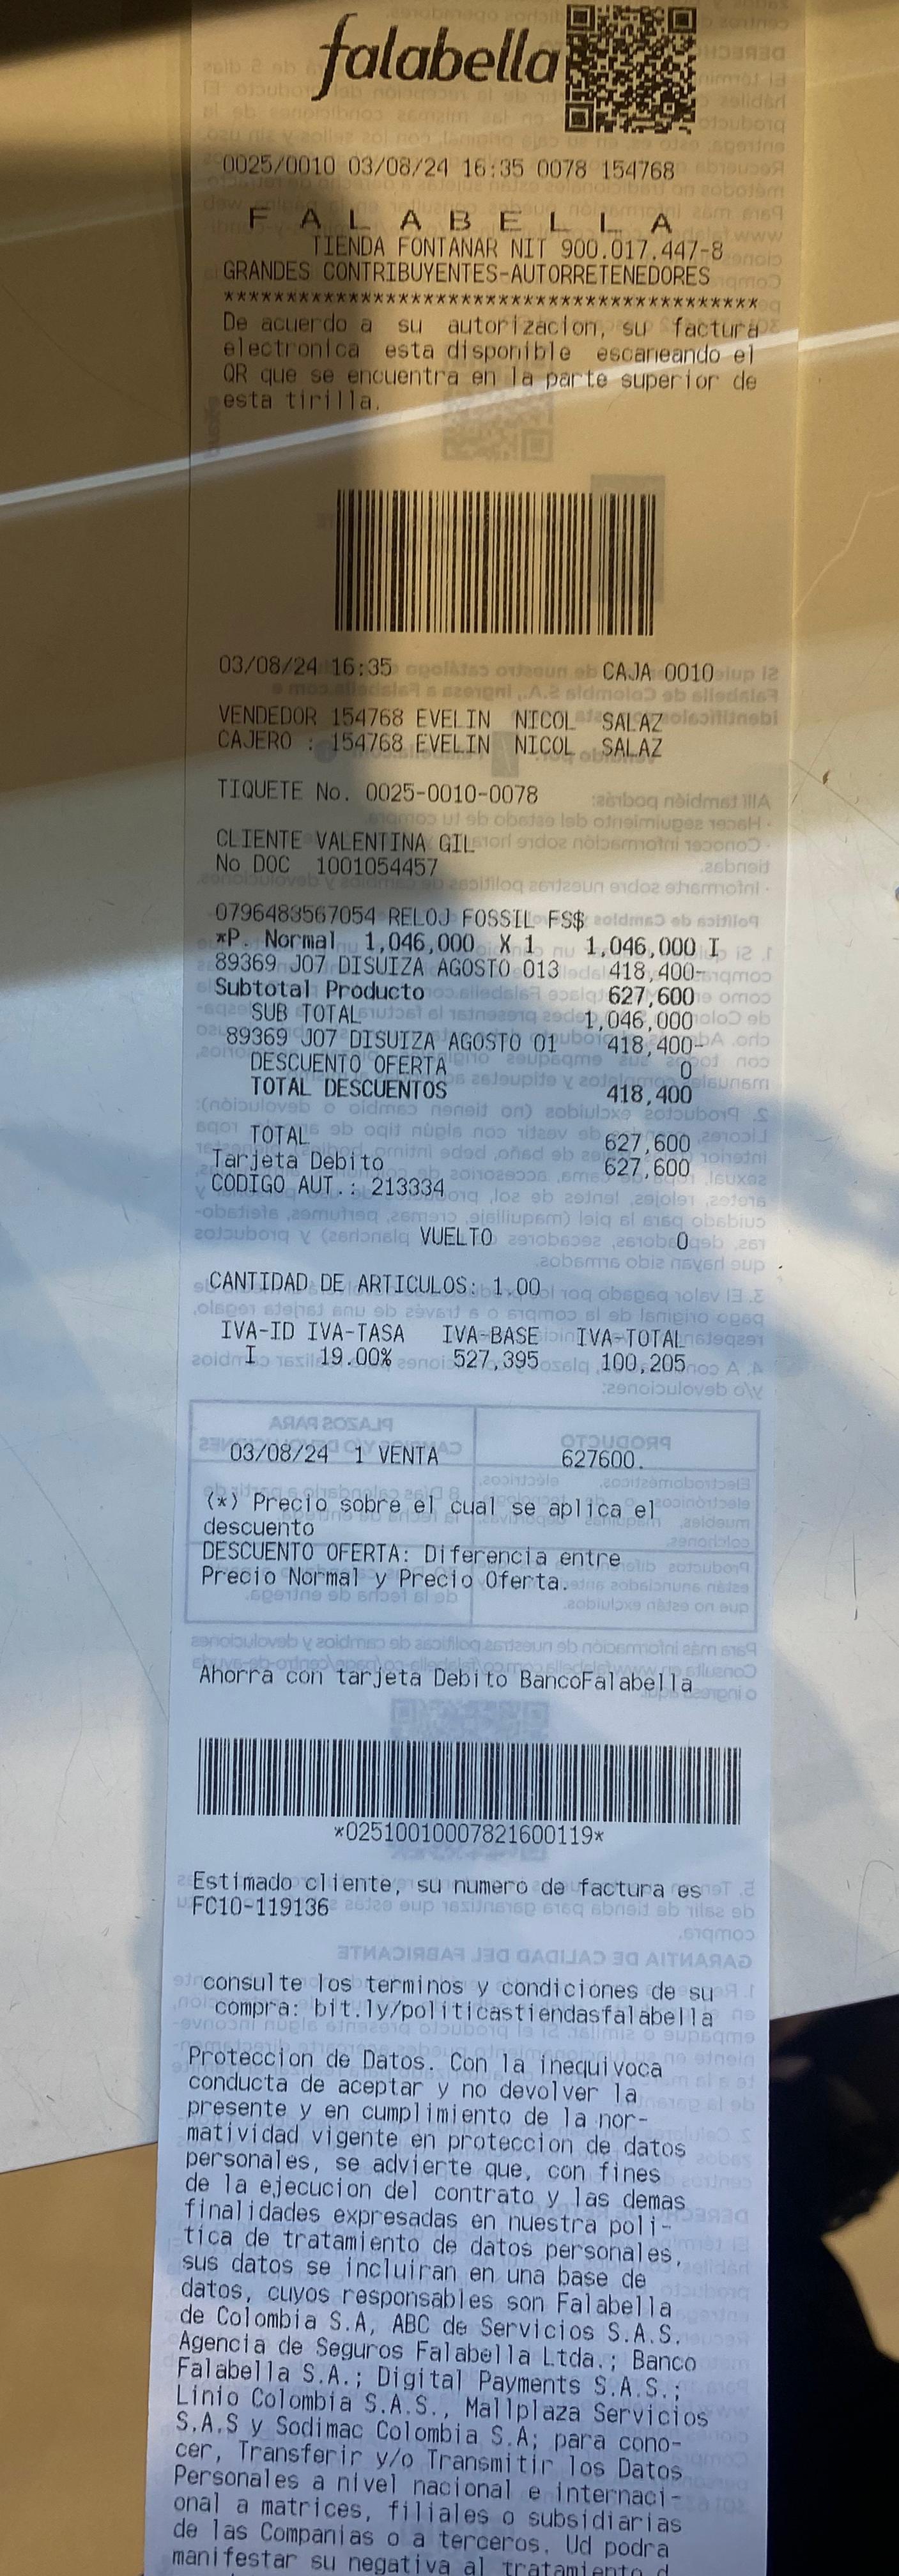 falabella
0025/0010 03/08/24 16:35 0078 154768
F A L A B E L L A
TIENDA FONTANAR NIT 900.017.447-8
GRANDES CONTRIBUYENTES-AUTORRETENEDORES
*******************************************
De acuerdo a su autorizacion, su factura
electronica esta disponible escaneando el
QR que se encuentra en la parte superior de
esta tirilla.
03/08/24 16:35 CAJA 0010
VENDEDOR 154768 EVELIN NICOL SALAZ
CAJERO : 154768 EVELIN NICOL SALAZ
TIQUETE No. 0025-0010-0078
CLIENTE VALENTINA GIL
No DOC 1001054457
0796483567054 RELOJ FOSSIL FS$
*P. Normal 1,046,000 X 1 1,046,000 I
89369 J07 DISUIZA AGOSTO 013 418,400-
Subtotal Producto 627,600
SUB TOTAL 1,046,000
89369 J07 DISUIZA AGOSTO 01 418,400-
DESCUENTO OFERTA 0
TOTAL DESCUENTOS 418,400
TOTAL 627,600
Tarjeta Debito 627,600
CODIGO AUT.: 213334
VUELTO 0
CANTIDAD DE ARTICULOS: 1.00
IVA-ID IVA-TASA IVA-BASE IVA-TOTAL
I 19.00% 527,395 100,205
03/08/24 1 VENTA 627600.
(*) Precio sobre el cual se aplica el
descuento
DESCUENTO OFERTA: Diferencia entre
Precio Normal y Precio Oferta.
Ahorra con tarjeta Debito BancoFalabella
*02510010007821600119*
Estimado cliente, su numero de factura es
FC10-119136
consulte los terminos y condiciones de su
compra: bit.ly/politicastiendasfalabella
Proteccion de Datos. Con la inequivoca
conducta de aceptar y no devolver la
presente y en cumplimiento de la nor-
matividad vigente en proteccion de datos
personales, se advierte que, con fines
de la ejecucion del contrato y las demas
finalidades expresadas en nuestra poli-
tica de tratamiento de datos personales,
sus datos se incluiran en una base de
datos, cuyos responsables son Falabella
de Colombia S.A, ABC de Servicios S.A.S.
Agencia de Seguros Falabella Ltda.; Banco
Falabella S.A.; Digital Payments S.A.S.;
Linio Colombia S.A.S., Mallplaza Servicios
S.A.S y Sodimac Colombia S.A; para cono-
cer, Transferir y/o Transmitir los Datos
Personales a nivel nacional e internaci-
onal a matrices, filiales o subsidiarias
de las Companias o a terceros. Ud podra
manifestar su negativa al tratamiento d